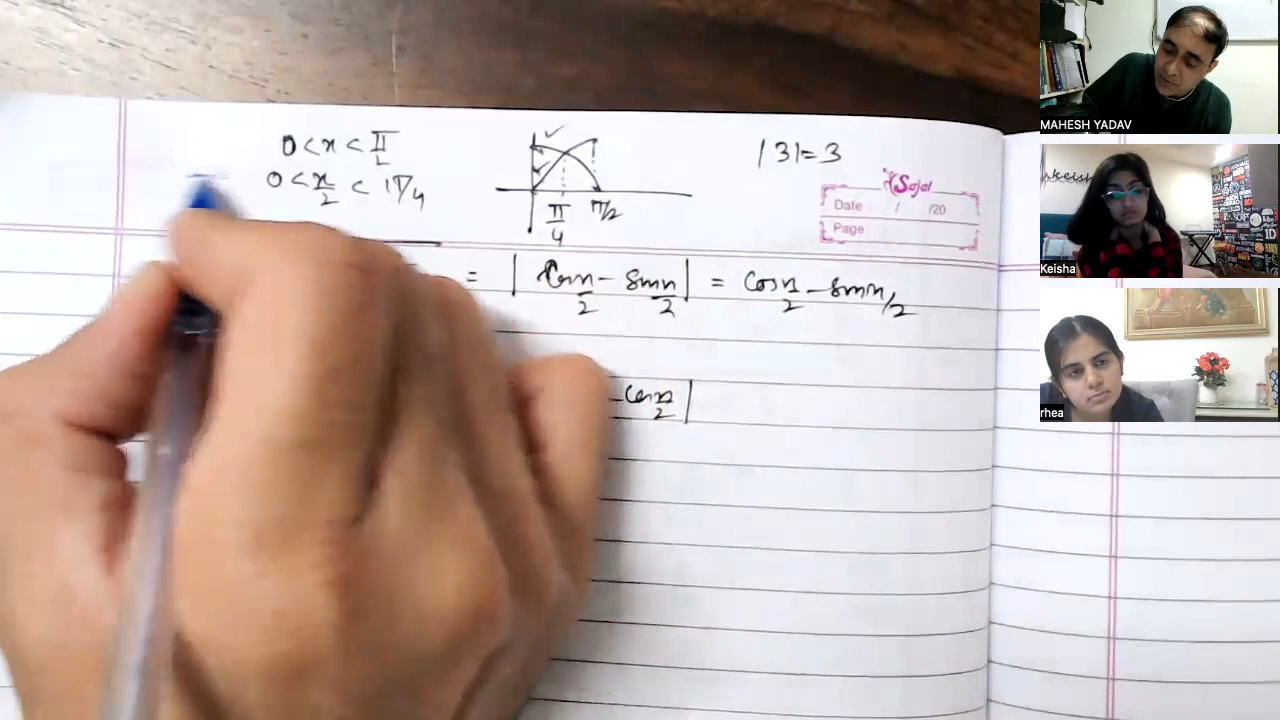 0 < x < π/2
0 < x/2 < π/4
π/4 π/2
|3| = 3
Sajal
Date / /20
Page
= | Cos x/2 - Sin x/2 | = Cos x/2 - Sin x/2
- Cos x/2 |
MAHESH YADAV
Keisha
rhea